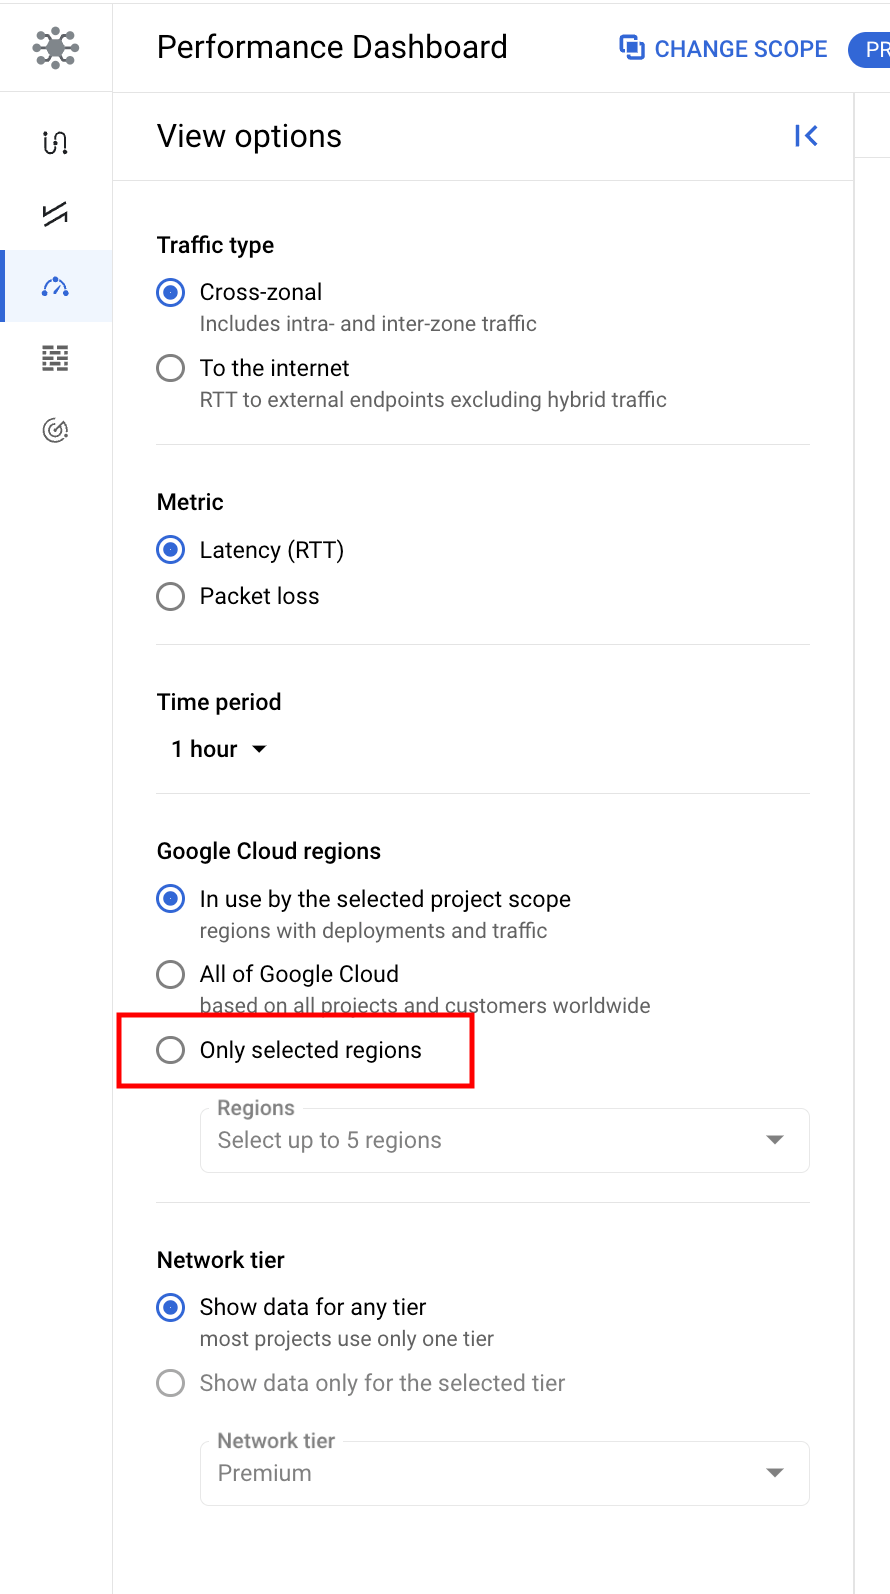 Performance Dashboard
CHANGE SCOPE
PR
View options
Traffic type
Cross-zonal
Includes intra- and inter-zone traffic
To the internet
RTT to external endpoints excluding hybrid traffic
Metric
Latency (RTT)
Packet loss
Time period
1 hour
Google Cloud regions
In use by the selected project scope
regions with deployments and traffic
All of Google Cloud
based on all projects and customers worldwide
Only selected regions
Regions
Select up to 5 regions
Network tier
Show data for any tier
most projects use only one tier
Show data only for the selected tier
Network tier
Premium